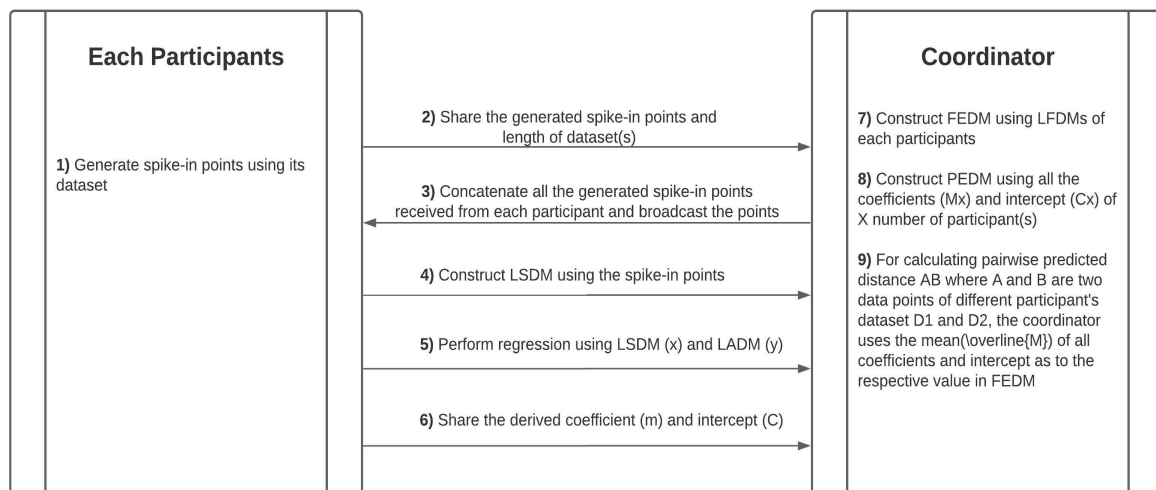 Each Participants
1) Generate spike-in points using its
dataset
2) Share the generated spike-in points and
length of dataset(s)
3) Concatenate all the generated spike-in points
received from each participant and broadcast the points
4) Construct LSDM using the spike-in points
5) Perform regression using LSDM (x) and LADM (y)
6) Share the derived coefficient (m) and intercept (C)
Coordinator
7) Construct FEDM using LFDMs of
each participants
8) Construct PEDM using all the
coefficients (Mx) and intercept (Cx) of
X number of participant(s)
9) For calculating pairwise predicted
distance AB where A and B are two
data points of different participant's
dataset D1 and D2, the coordinator
uses the mean(\overline{M}) of all
coefficients and intercept as to the
respective value in FEDM